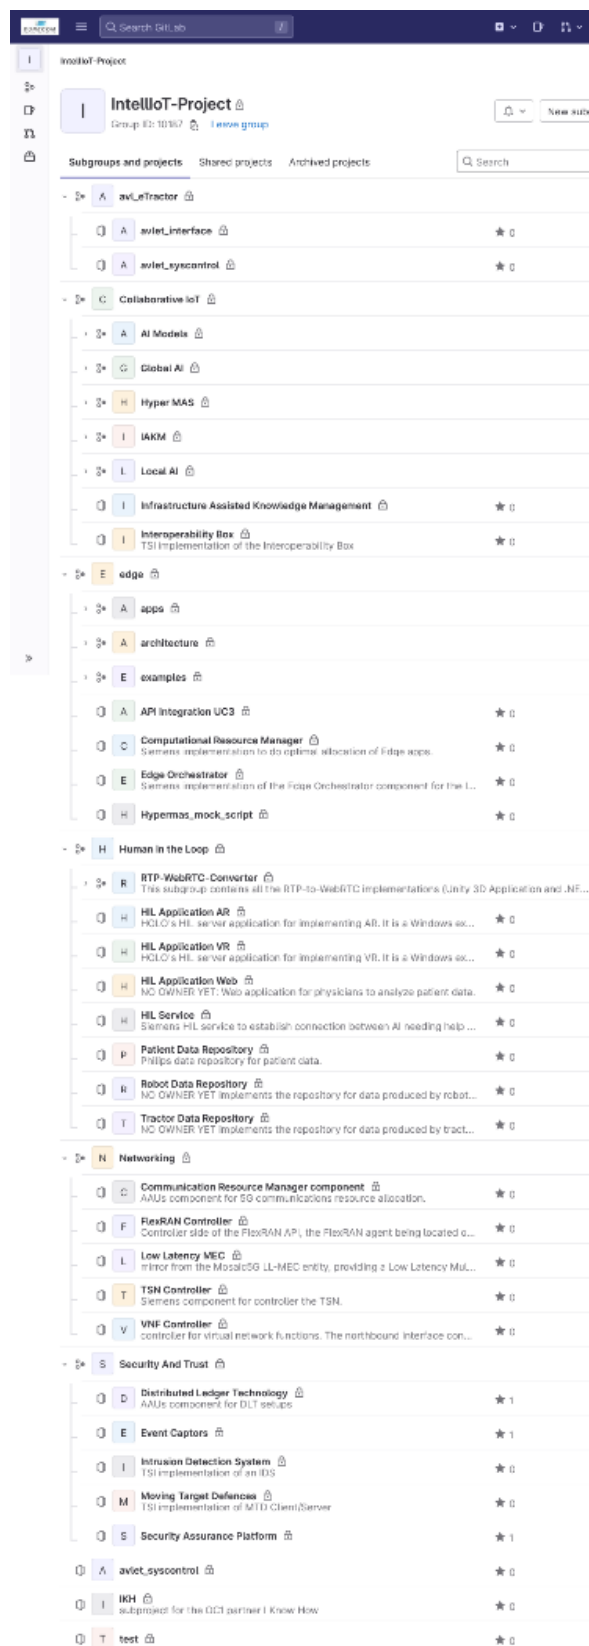 EURECOM
Search GitLab /
I
IntellIoT-Project
I
IntellIoT-Project
Group ID: 10187 Leave group
New sub
Subgroups and projects Shared projects Archived projects
Search
A avl_eTractor
A avlet_interface 0
A avlet_syscontrol 0
C Collaborative IoT
A AI Models
G Global AI
H Hyper MAS
I IAKM
L Local AI
I Infrastructure Assisted Knowledge Management 0
I Interoperability Box 0
TSI implementation of the Interoperability Box
E edge
A apps
A architecture
E examples
A API Integration UC3 0
C Computational Resource Manager 0
Siemens implementation to do optimal allocation of Edge apps.
E Edge Orchestrator 0
Siemens implementation of the Edge Orchestrator component for the I...
H Hypermas_mock_script 0
H Human in the Loop
R RTP-WebRTC-Converter
This subgroup contains all the RTP-to-WebRTC implementations (Unity 3D Application and .NE...
H HIL Application AR 0
HOLO's HIL server application for implementing AR. It is a Windows ex...
H HIL Application VR 0
HOLO's HIL server application for implementing VR. It is a Windows ex...
H HIL Application Web 0
NO OWNER YET: Web application for physicians to analyze patient data.
H HIL Service 0
Siemens HIL service to establish connection between AI needing help ...
P Patient Data Repository 0
Philips data repository for patient data.
R Robot Data Repository 0
NO OWNER YET Implements the repository for data produced by robot...
T Tractor Data Repository 0
NO OWNER YET Implements the repository for data produced by tract...
N Networking
C Communication Resource Manager component 0
AAUs component for 5G communications resource allocation.
F FlexRAN Controller 0
Controller side of the FlexRAN API, the FlexRAN agent being located o...
L Low Latency MEC 0
mirror from the Mosaic5G LL-MEC entity, providing a Low Latency Mul...
T TSN Controller 0
Siemens component for controller the TSN.
V VNF Controller 0
controller for virtual network functions. The northbound interface con...
S Security And Trust
D Distributed Ledger Technology 1
AAUs component for DLT setups
E Event Captors 1
I Intrusion Detection System 0
TSI implementation of an IDS
M Moving Target Defences 0
TSI implementation of MTD Client/Server
S Security Assurance Platform 1
A avlet_syscontrol 0
I IKH 0
subproject for the OC1 partner I Know How
T test 0